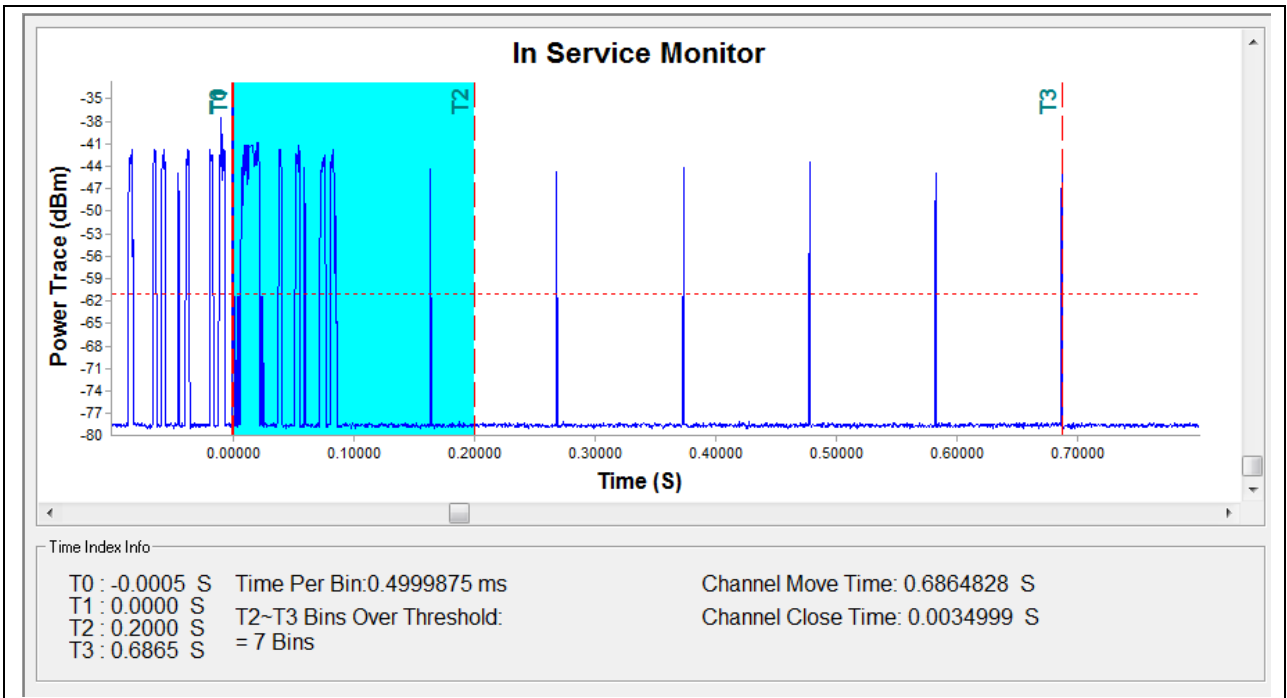 In Service Monitor
T0
T2
T3
-35
-38
-41
-44
-47
-50
-53
-56
-59
-62
-65
-68
-71
-74
-77
-80
Power Trace (dBm)
0.00000 0.10000 0.20000 0.30000 0.40000 0.50000 0.60000 0.70000
Time (S)
Time Index Info
T0 : -0.0005 S
T1 : 0.0000 S
T2 : 0.2000 S
T3 : 0.6865 S
Time Per Bin:0.4999875 ms
T2~T3 Bins Over Threshold:
= 7 Bins
Channel Move Time: 0.6864828 S
Channel Close Time: 0.0034999 S